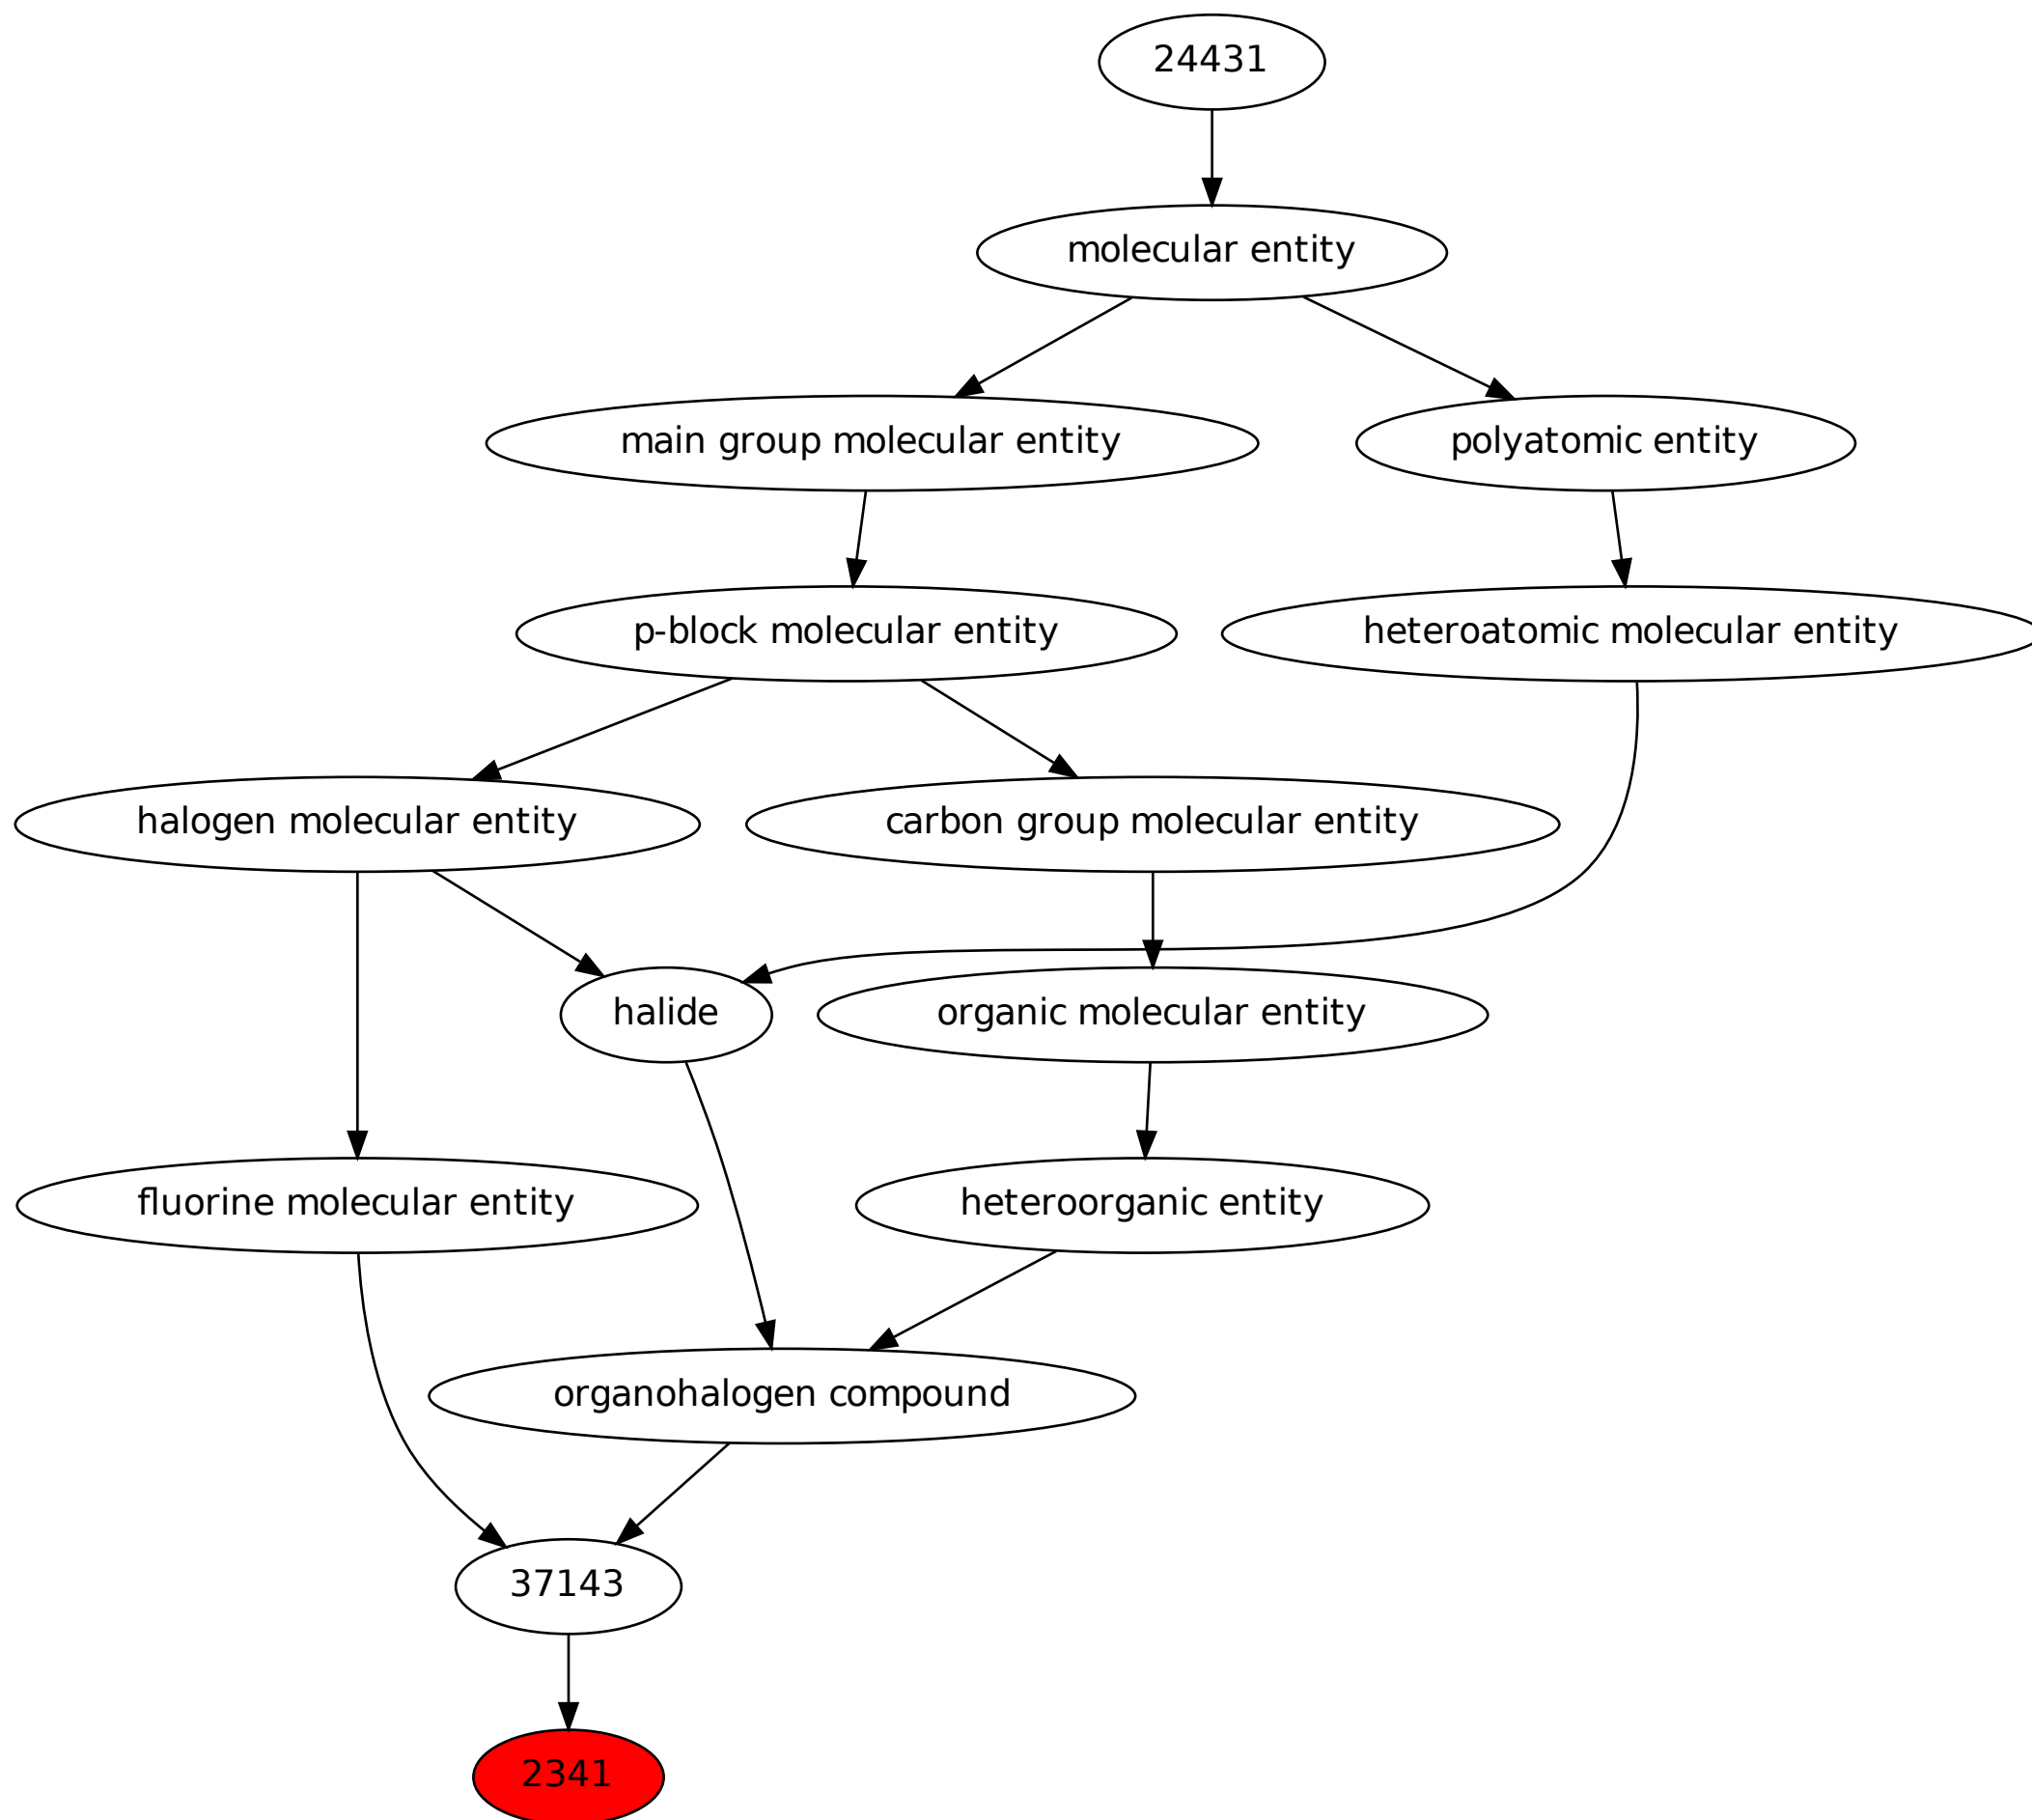 24431
molecular entity
main group molecular entity
polyatomic entity
p-block molecular entity
heteroatomic molecular entity
halogen molecular entity
carbon group molecular entity
halide
organic molecular entity
fluorine molecular entity
heteroorganic entity
organohalogen compound
37143
2341